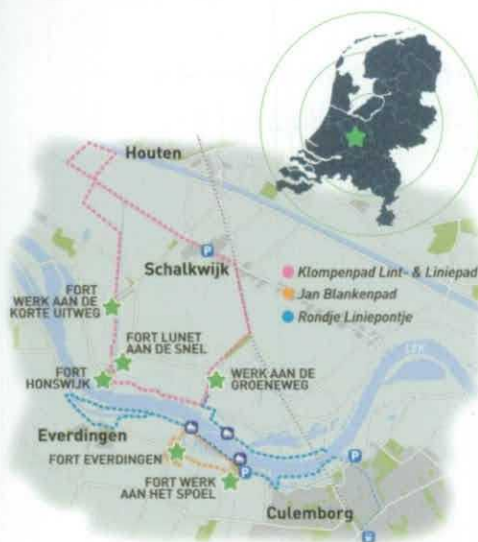 Houten
P
Schalkwijk
Klompenpad Lint- & Liniepad
Jan Blankenpad
Rondje Liniepontje
FORT
WERK AAN DE
KORTE UITWEG
FORT LUNET
AAN DE SNEL
FORT
HONSWIJK
WERK AAN DE
GROENEWEG
LEK
Everdingen
FORT EVERDINGEN
P
P
FORT WERK
AAN HET SPOEL
Culemborg